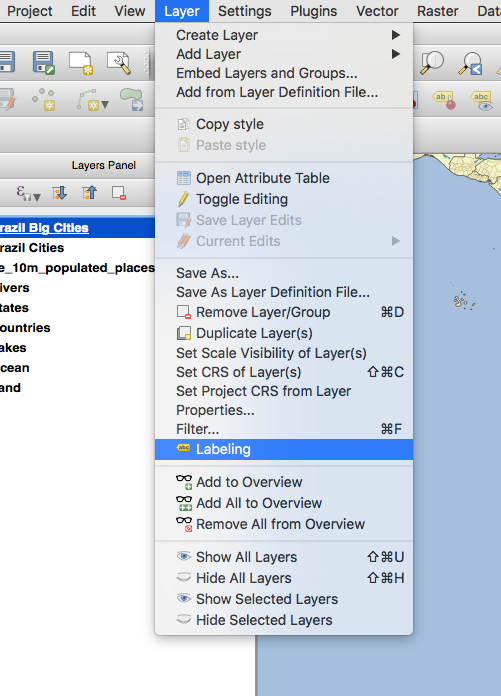 Project Edit View Layer Settings Plugins Vector Raster Dat
Create Layer
Add Layer
Embed Layers and Groups...
Add from Layer Definition File...
Copy style
Paste style
Open Attribute Table
Toggle Editing
Save Layer Edits
Current Edits
Save As...
Save As Layer Definition File...
Remove Layer/Group ⌘D
Duplicate Layer(s)
Set Scale Visibility of Layer(s)
Set CRS of Layer(s) ⇧⌘C
Set Project CRS from Layer
Properties...
Filter... ⌘F
abc Labeling
Add to Overview
Add All to Overview
Remove All from Overview
Show All Layers ⇧⌘U
Hide All Layers ⇧⌘H
Show Selected Layers
Hide Selected Layers
Layers Panel
razil Big Cities
razil Cities
e_10m_populated_places
ivers
tates
ountries
akes
cean
and
ab
abc